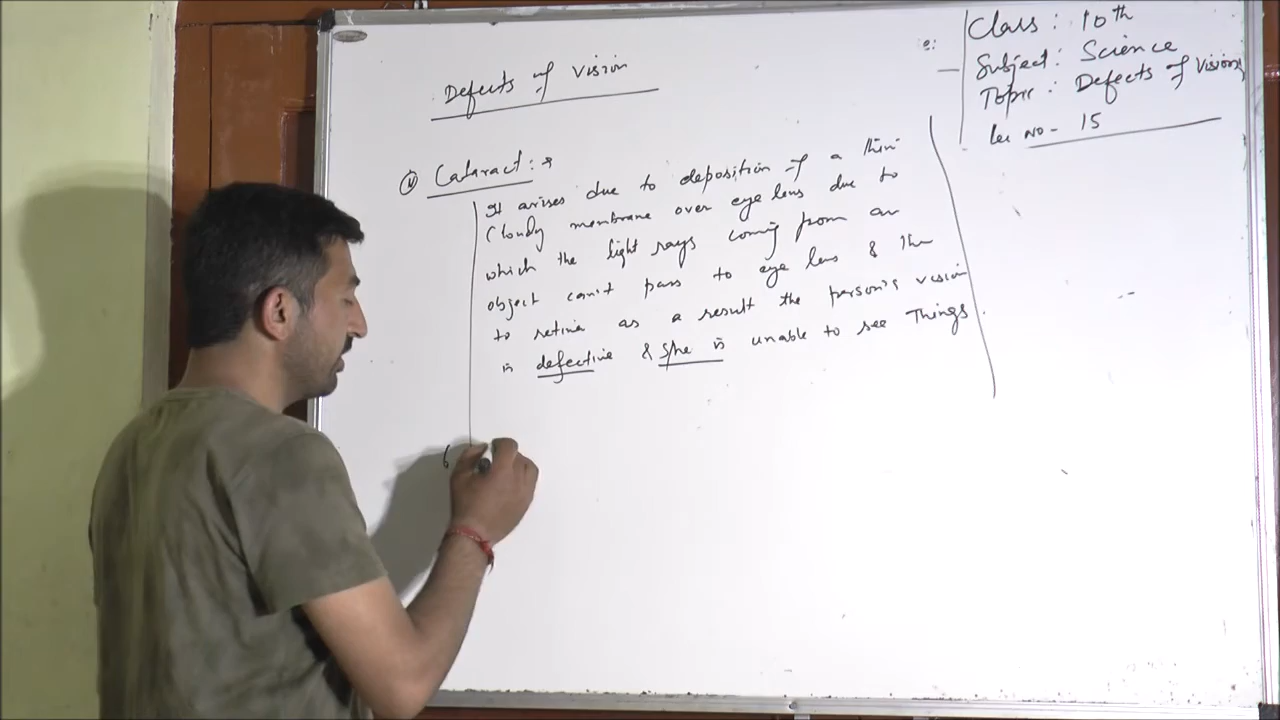 Defects of Vision
Class : 10th
Subject : Science
Topic : Defects of Vision
Lec No - 15
Cataract : →
It arises due to deposition of a thin
Cloudy membrane over eye lens due to
which the light rays coming from an
object can't pass to eye lens & then
to retina as a result the person's vision
is defective & s/he is unable to see Things.